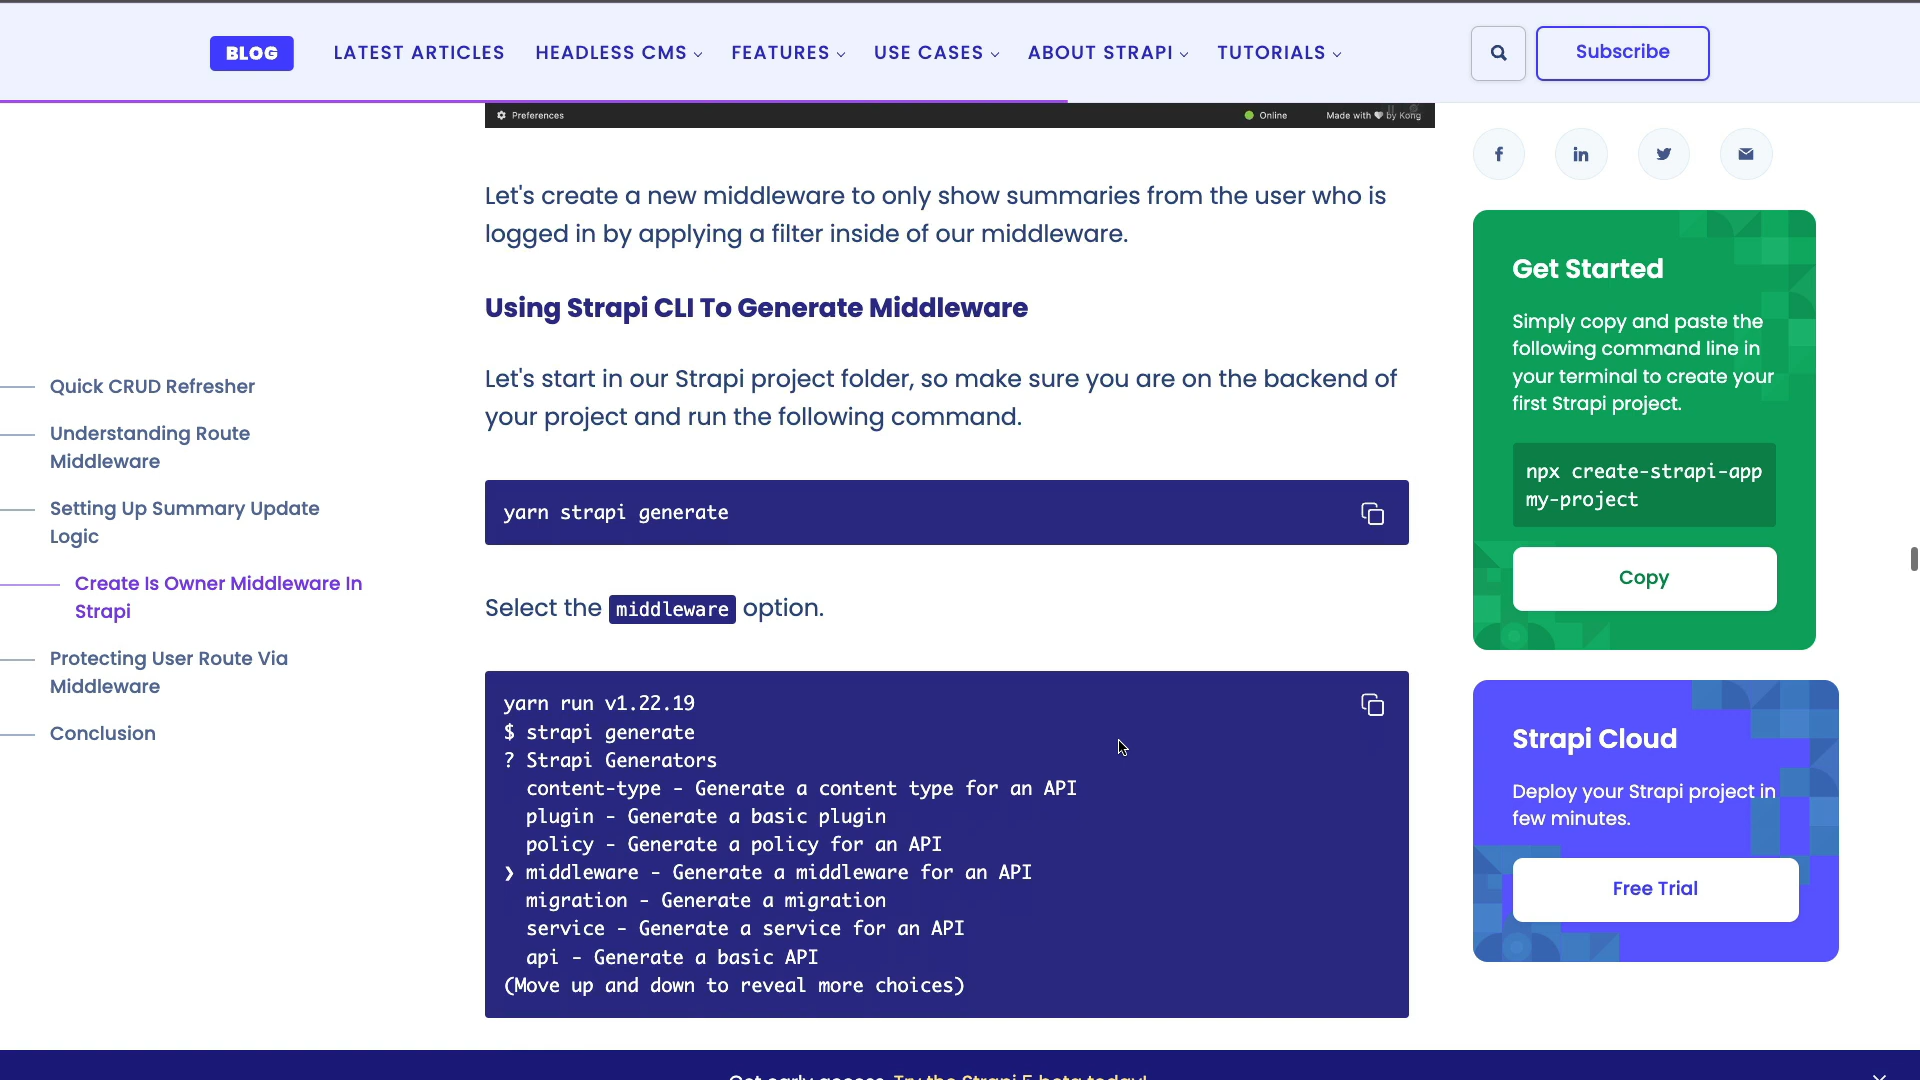 BLOG
LATEST ARTICLES
HEADLESS CMS
FEATURES
USE CASES
ABOUT STRAPI
TUTORIALS
Subscribe
Preferences
Online
Made with by Kong
Let's create a new middleware to only show summaries from the user who is
logged in by applying a filter inside of our middleware.
Using Strapi CLI To Generate Middleware
Let's start in our Strapi project folder, so make sure you are on the backend of
your project and run the following command.
yarn strapi generate
Select the middleware option.
yarn run v1.22.19
$ strapi generate
? Strapi Generators
content-type - Generate a content type for an API
plugin - Generate a basic plugin
policy - Generate a policy for an API
❯ middleware - Generate a middleware for an API
migration - Generate a migration
service - Generate a service for an API
api - Generate a basic API
(Move up and down to reveal more choices)
Quick CRUD Refresher
Understanding Route
Middleware
Setting Up Summary Update
Logic
Create Is Owner Middleware In
Strapi
Protecting User Route Via
Middleware
Conclusion
Get Started
Simply copy and paste the
following command line in
your terminal to create your
first Strapi project.
npx create-strapi-app
my-project
Copy
Strapi Cloud
Deploy your Strapi project in
few minutes.
Free Trial
Get early access. Try the Strapi 5 beta today!